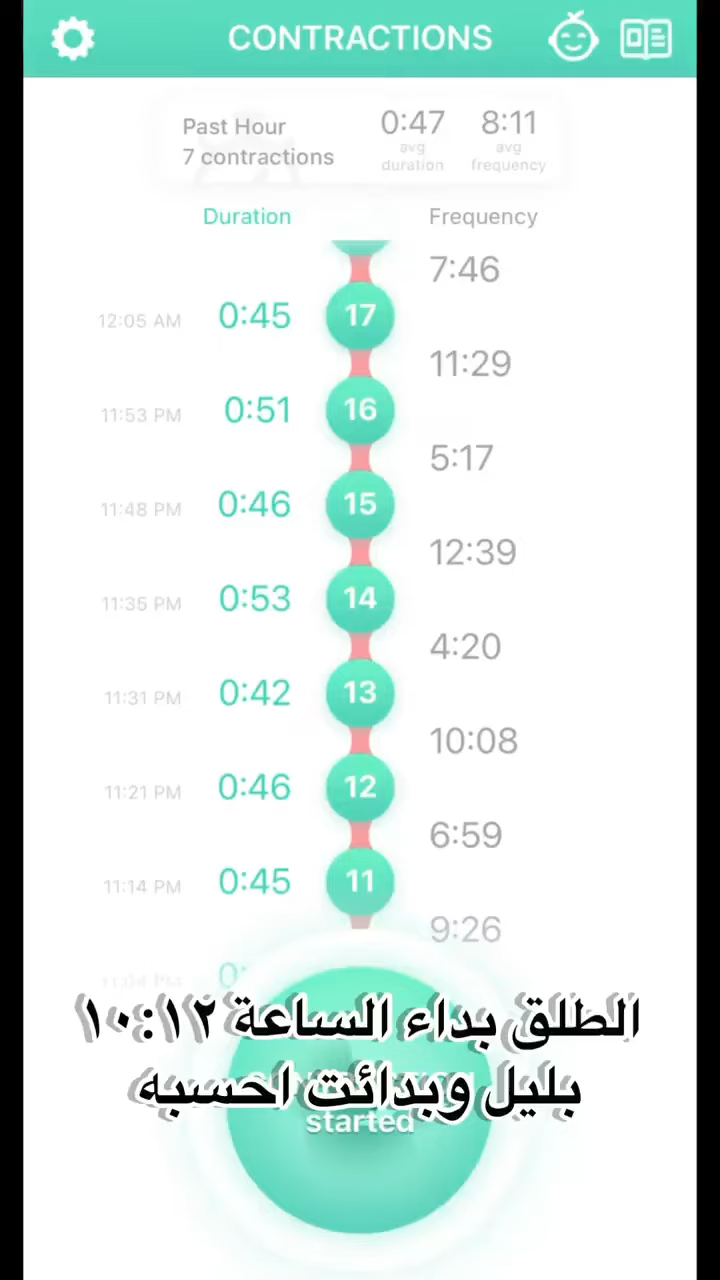 CONTRACTIONS
Past Hour
7 contractions
0:47
avg
duration
8:11
avg
frequency
Duration
Frequency
7:46
12:05 AM 0:45 17
11:29
11:53 PM 0:51 16
5:17
11:48 PM 0:46 15
12:39
11:35 PM 0:53 14
4:20
11:31 PM 0:42 13
10:08
11:21 PM 0:46 12
6:59
11:14 PM 0:45 11
9:26
الطلق بداء الساعة ١٠:١٢
بليل وبدائت احسبه
started